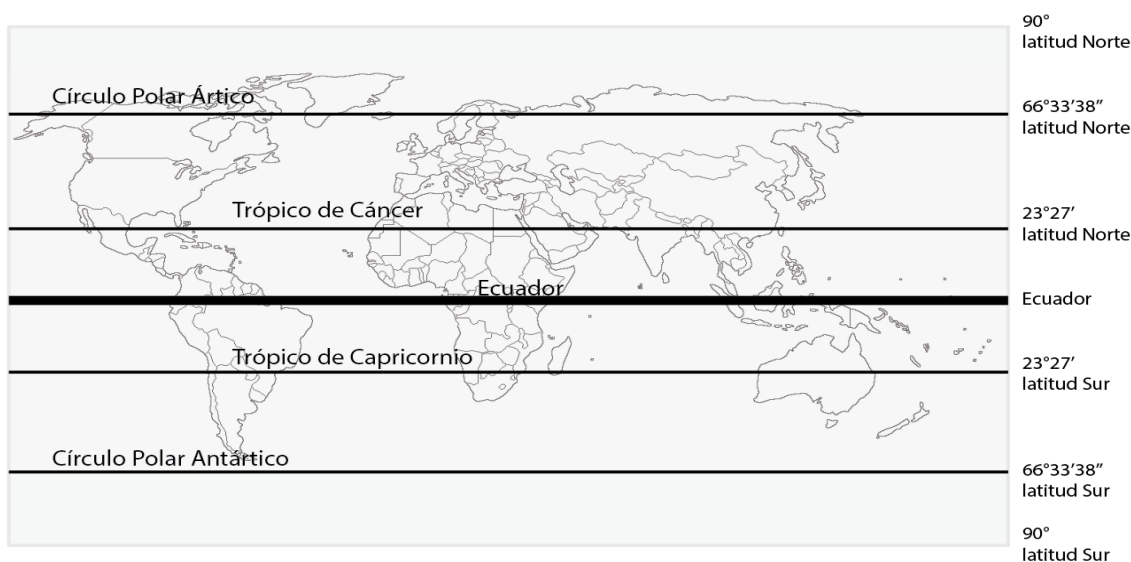 90°
latitud Norte
Círculo Polar Ártico
66°33’38”
latitud Norte
Trópico de Cáncer
23°27’
latitud Norte
Ecuador
Ecuador
Trópico de Capricornio
23°27’
latitud Sur
Círculo Polar Antártico
66°33’38”
latitud Sur
90°
latitud Sur